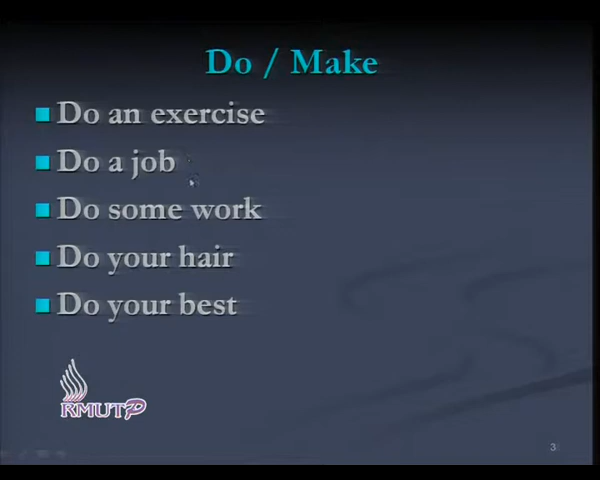 Do / Make
Do an exercise
Do a job
Do some work
Do your hair
Do your best
RMUTP
3